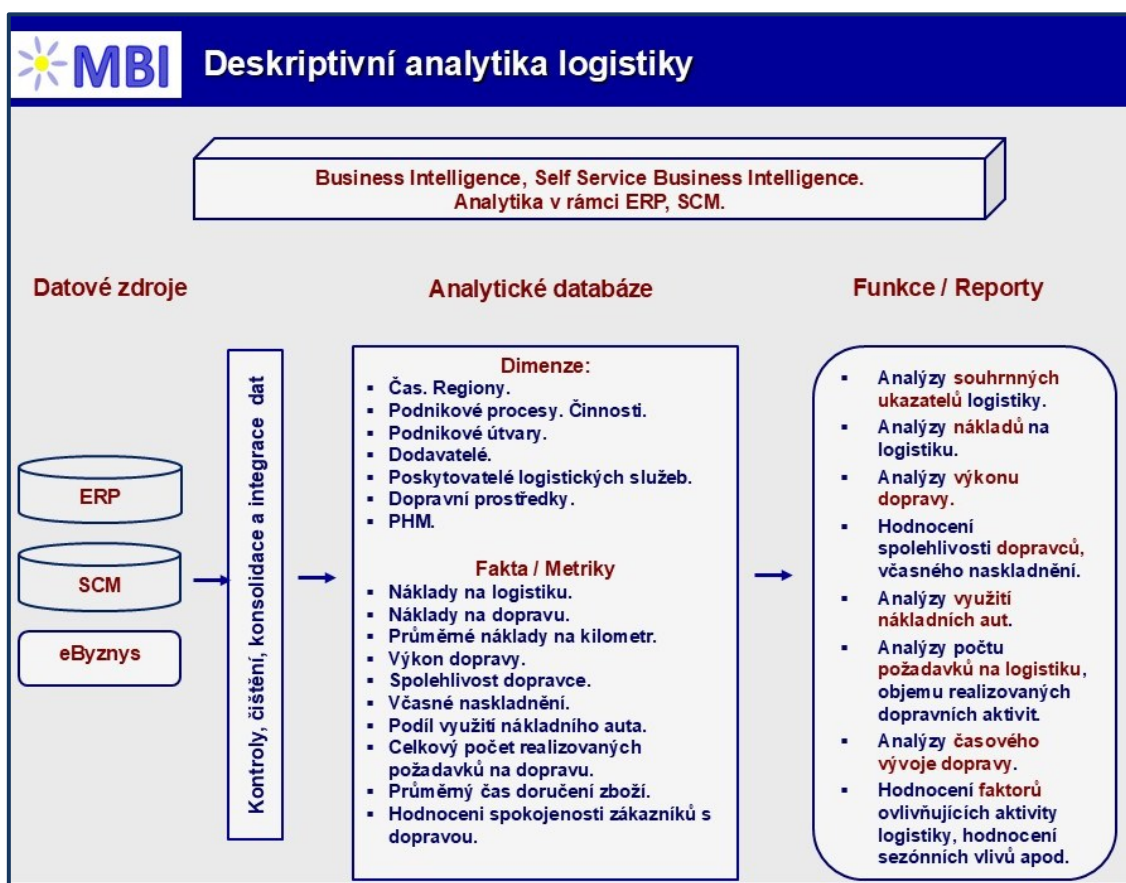 MBI
Deskriptivní analytika logistiky
Business Intelligence, Self Service Business Intelligence.
Analytika v rámci ERP, SCM.
Datové zdroje
Analytické databáze
Funkce / Reporty
ERP
SCM
eByznys
Kontroly, čištění, konsolidace a integrace dat
Dimenze:
▪ Čas. Regiony.
▪ Podnikové procesy. Činnosti.
▪ Podnikové útvary.
▪ Dodavatelé.
▪ Poskytovatelé logistických služeb.
▪ Dopravní prostředky.
▪ PHM.
Fakta / Metriky
▪ Náklady na logistiku.
▪ Náklady na dopravu.
▪ Průměrné náklady na kilometr.
▪ Výkon dopravy.
▪ Spolehlivost dopravce.
▪ Včasné naskladnění.
▪ Podíl využití nákladního auta.
▪ Celkový počet realizovaných
požadavků na dopravu.
▪ Průměrný čas doručení zboží.
▪ Hodnoceni spokojenosti zákazníků s
dopravou.
▪ Analýzy souhrnných
ukazatelů logistiky.
▪ Analýzy nákladů na
logistiku.
▪ Analýzy výkonu
dopravy.
▪ Hodnocení
spolehlivosti dopravců,
včasného naskladnění.
▪ Analýzy využití
nákladních aut.
▪ Analýzy počtu
požadavků na logistiku,
objemu realizovaných
dopravních aktivit.
▪ Analýzy časového
vývoje dopravy.
▪ Hodnocení faktorů
ovlivňujících aktivity
logistiky, hodnocení
sezónních vlivů apod.